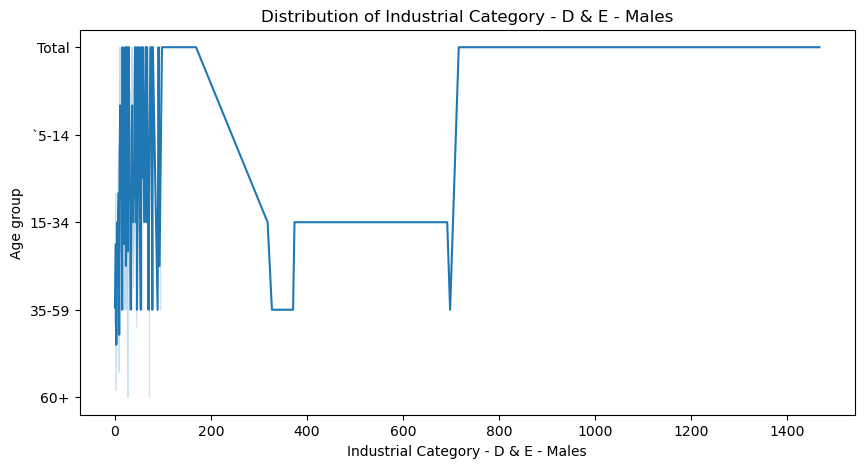 Distribution of Industrial Category - D & E - Males
Total
`5-14
15-34
35-59
60+
Age group
0 200 400 600 800 1000 1200 1400
Industrial Category - D & E - Males